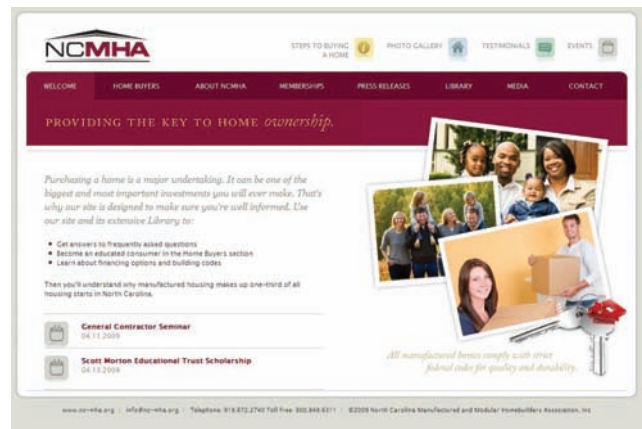 NCMHA
STEPS TO BUYING
A HOME
PHOTO GALLERY
TESTIMONIALS
EVENTS
WELCOME
HOME BUYERS
ABOUT NCMHA
MEMBERSHIPS
PRESS RELEASES
LIBRARY
MEDIA
CONTACT
PROVIDING THE KEY TO HOME ownership.
Purchasing a home is a major undertaking. It can be one of the
biggest and most important investments you will ever make. That's
why our site is designed to make sure you're well informed. Use
our site and its extensive Library to:
Get answers to frequently asked questions
Become an educated consumer in the Home Buyers section
Learn about financing options and building codes
Then you'll understand why manufactured housing makes up one-third of all
housing starts in North Carolina.
General Contractor Seminar
04.11.2009
Scott Morton Educational Trust Scholarship
04.13.2009
All manufactured homes comply with strict
federal codes for quality and durability.
www.nc-mha.org | info@nc-mha.org | Telephone: 919.872.2740 Toll Free: 800.849.6311 | ©2009 North Carolina Manufactured and Modular Homebuilders Association, Inc